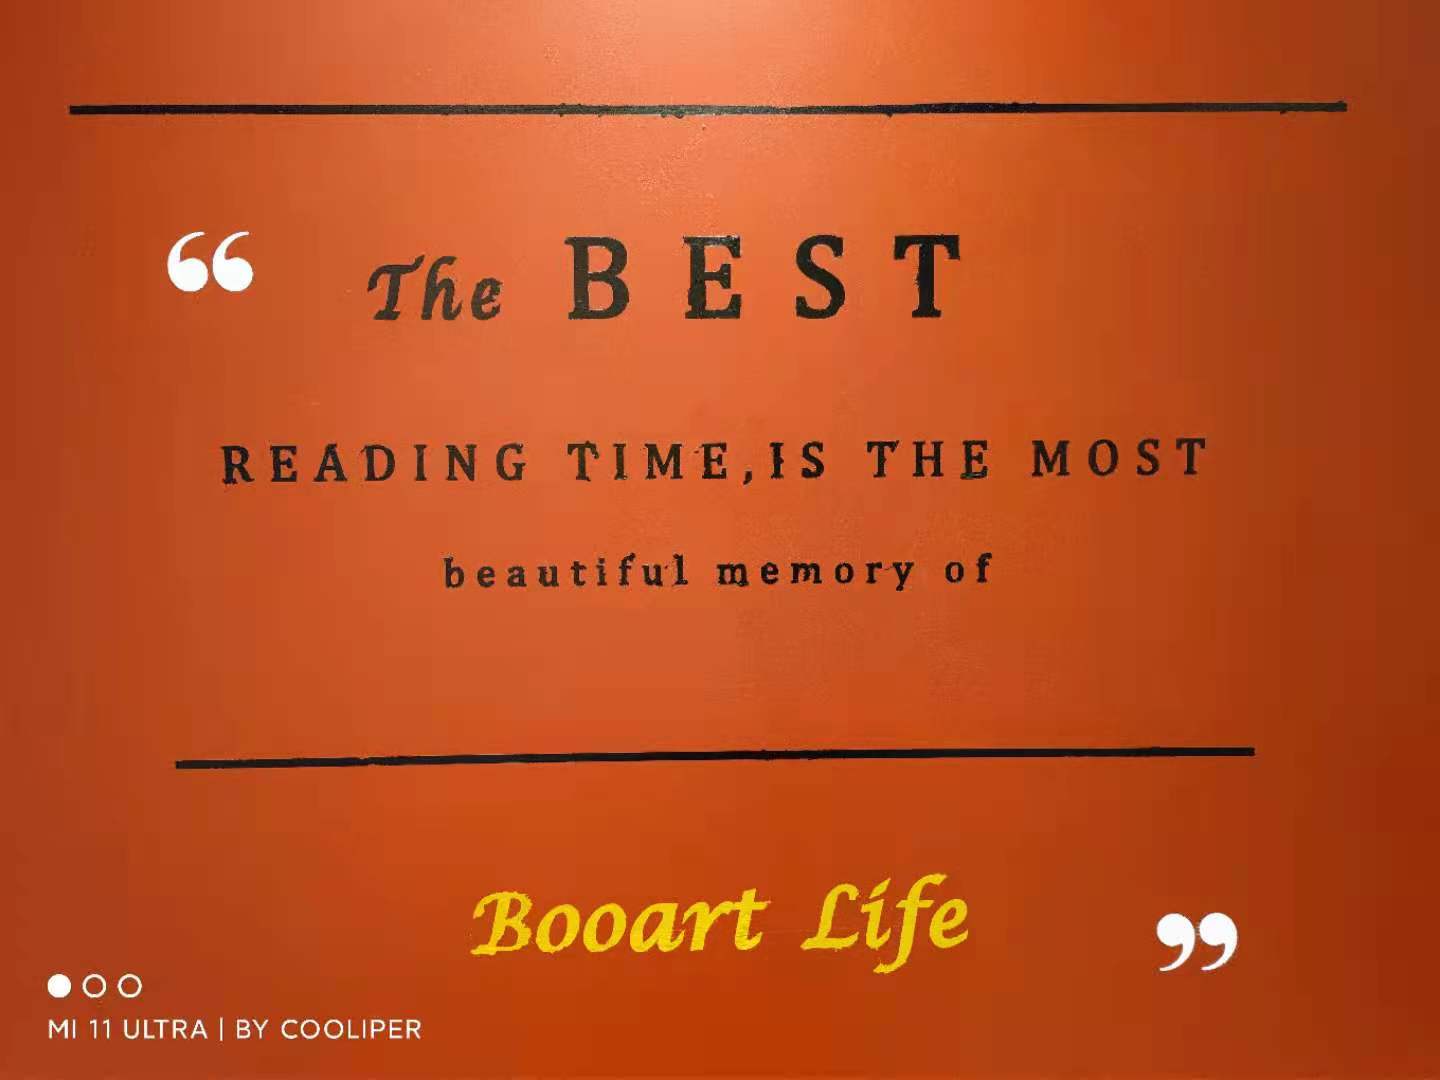 “ The BEST
READING TIME,IS THE MOST
beautiful memory of
Booart Life ”
MI 11 ULTRA | BY COOLIPER